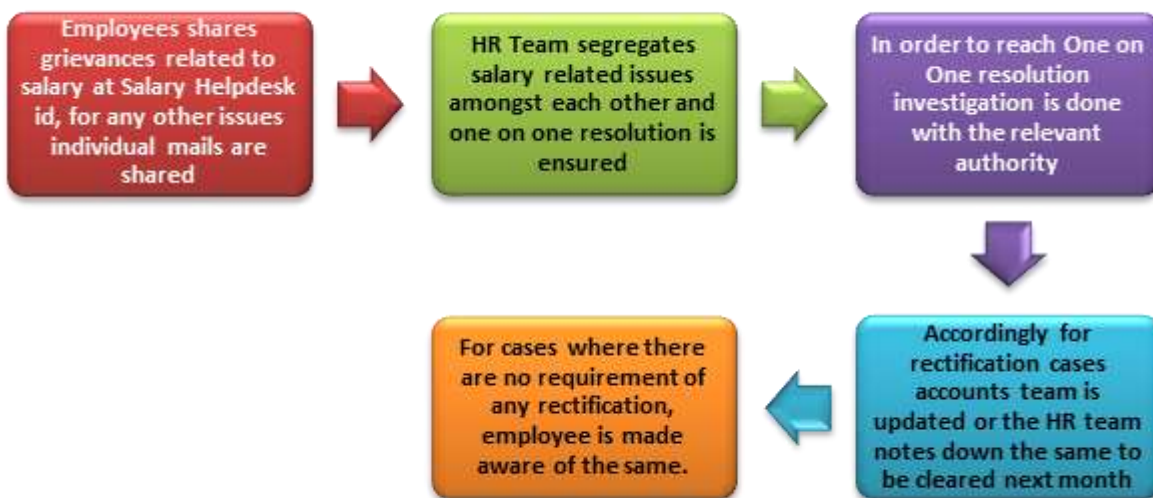 Employees shares
grievances related to
salary at Salary Helpdesk
id, for any other issues
individual mails are
shared
HR Team segregates
salary related issues
amongst each other and
one on one resolution is
ensured
In order to reach One on
One resolution
investigation is done
with the relevant
authority
Accordingly for
rectification cases
accounts team is
updated or the HR team
notes down the same to
be cleared next month
For cases where there
are no requirement of
any rectification,
employee is made
aware of the same.